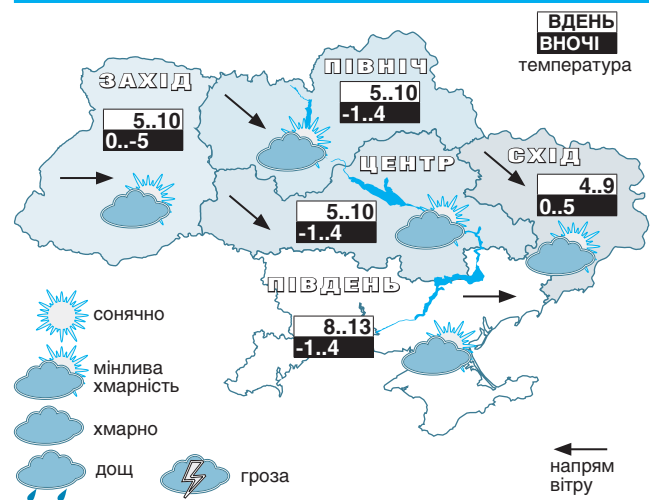 ВДЕНЬ
ВНОЧІ
температура
ЗАХІД
5..10
0..-5
ПІВНІЧ
5..10
-1..4
ЦЕНТР
5..10
-1..4
СХІД
4..9
0..5
ПІВДЕНЬ
8..13
-1..4
сонячно
мінлива
хмарність
хмарно
дощ
гроза
напрям
вітру